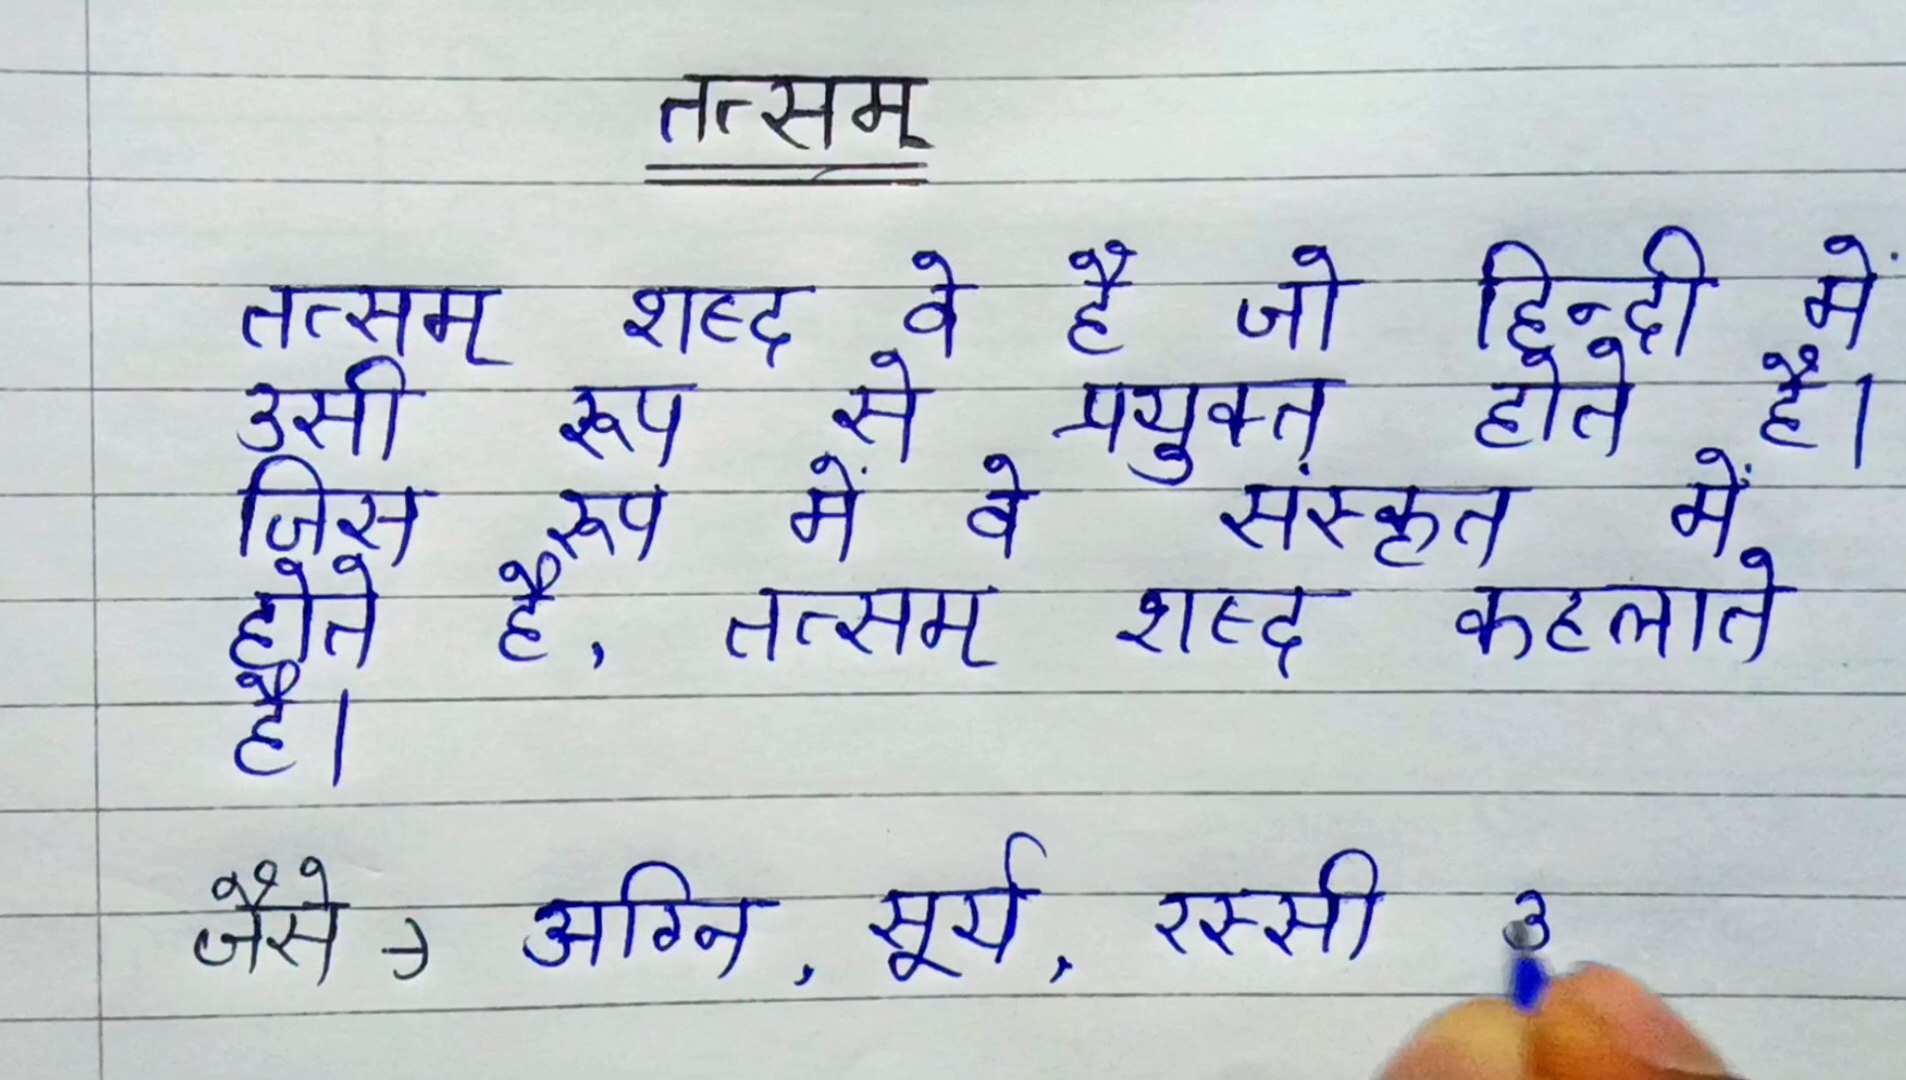 तत्सम्
तत्सम् शब्द वे है जो हिन्दी में
उसी रूप से प्रयुक्त होते है।
जिस रूप में वे संस्कृत में
होते है, तत्सम् शब्द कहलाते
है।
जैसे → अग्नि, सूर्य, रस्सी